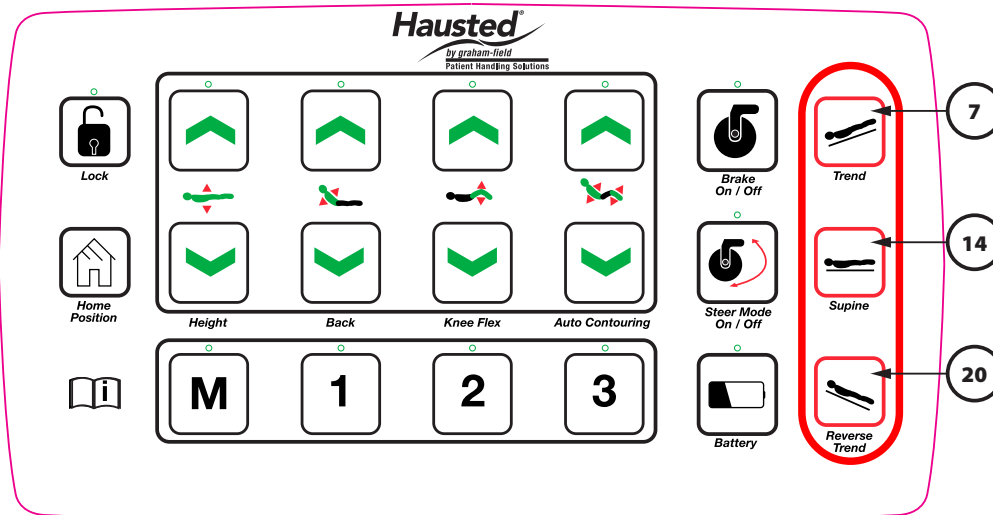 Hausted®
by graham-field
Patient Handling Solutions
Lock
Brake
On / Off
Trend
7
Home
Position
Steer Mode
On / Off
Supine
14
Height
Back
Knee Flex
Auto Contouring
i
M
1
2
3
Battery
Reverse
Trend
20